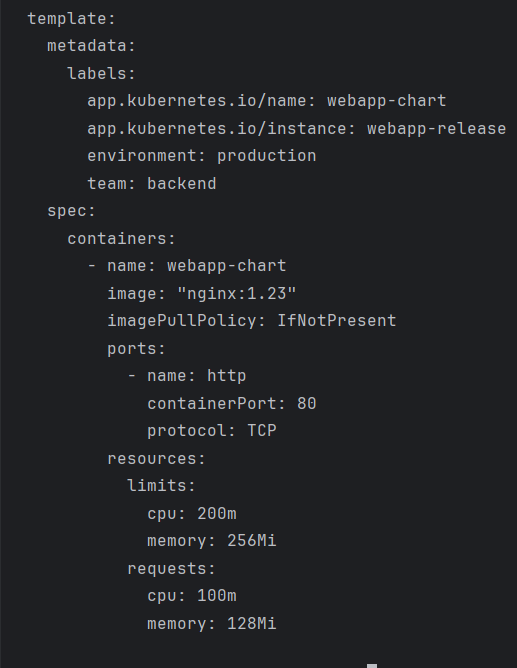 template:
  metadata:
    labels:
      app.kubernetes.io/name: webapp-chart
      app.kubernetes.io/instance: webapp-release
      environment: production
      team: backend
  spec:
    containers:
      - name: webapp-chart
        image: "nginx:1.23"
        imagePullPolicy: IfNotPresent
        ports:
          - name: http
            containerPort: 80
            protocol: TCP
        resources:
          limits:
            cpu: 200m
            memory: 256Mi
          requests:
            cpu: 100m
            memory: 128Mi